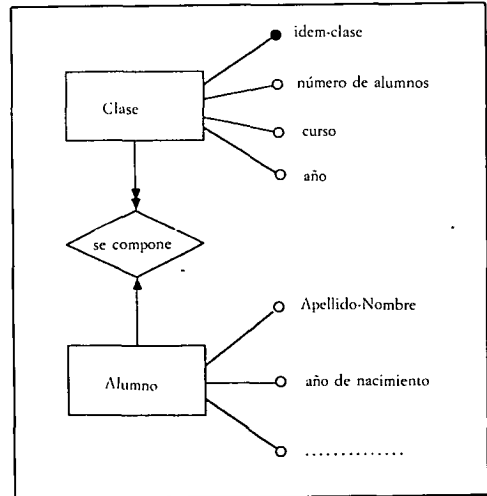 idem-clase
Clase
número de alumnos
curso
año
se compone
Apellido-Nombre
Alumno
año de nacimiento
..............